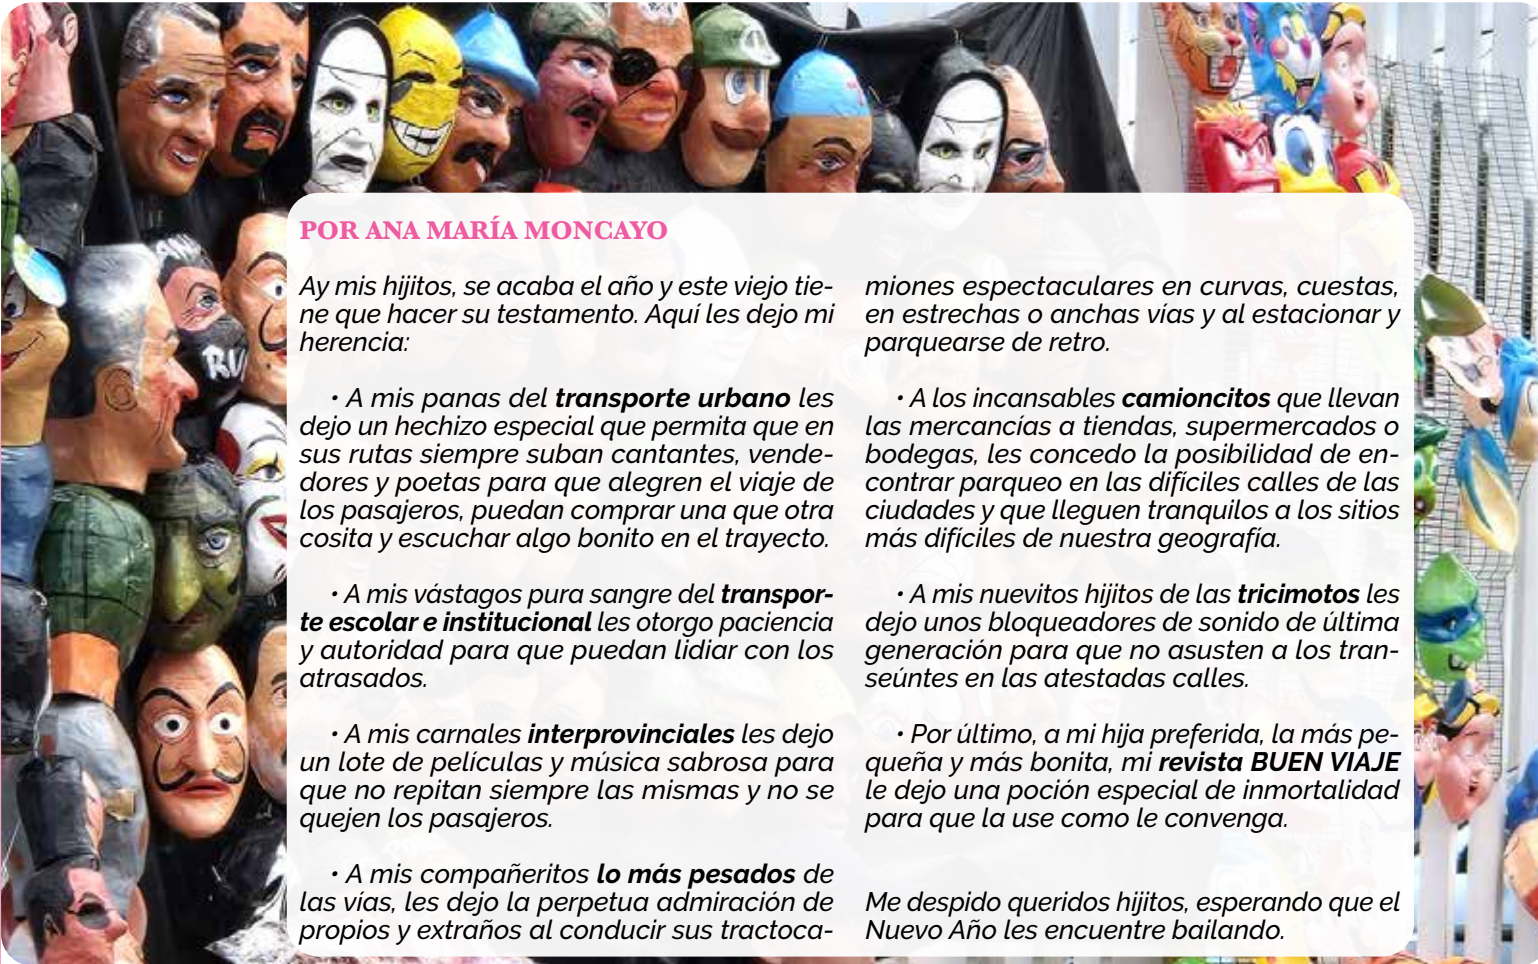 POR ANA MARÍA MONCAYO
Ay mis hijitos, se acaba el año y este viejo tie-
ne que hacer su testamento. Aquí les dejo mi
herencia:
• A mis panas del transporte urbano les
dejo un hechizo especial que permita que en
sus rutas siempre suban cantantes, vende-
dores y poetas para que alegren el viaje de
los pasajeros, puedan comprar una que otra
cosita y escuchar algo bonito en el trayecto.
• A mis vástagos pura sangre del transpor-
te escolar e institucional les otorgo paciencia
y autoridad para que puedan lidiar con los
atrasados.
• A mis carnales interprovinciales les dejo
un lote de películas y música sabrosa para
que no repitan siempre las mismas y no se
quejen los pasajeros.
• A mis compañeritos lo más pesados de
las vías, les dejo la perpetua admiración de
propios y extraños al conducir sus tractoca-
miones espectaculares en curvas, cuestas,
en estrechas o anchas vías y al estacionar y
parquearse de retro.
• A los incansables camioncitos que llevan
las mercancías a tiendas, supermercados o
bodegas, les concedo la posibilidad de en-
contrar parqueo en las difíciles calles de las
ciudades y que lleguen tranquilos a los sitios
más difíciles de nuestra geografía.
• A mis nuevitos hijitos de las tricimotos les
dejo unos bloqueadores de sonido de última
generación para que no asusten a los tran-
seúntes en las atestadas calles.
• Por último, a mi hija preferida, la más pe-
queña y más bonita, mi revista BUEN VIAJE
le dejo una poción especial de inmortalidad
para que la use como le convenga.
Me despido queridos hijitos, esperando que el
Nuevo Año les encuentre bailando.